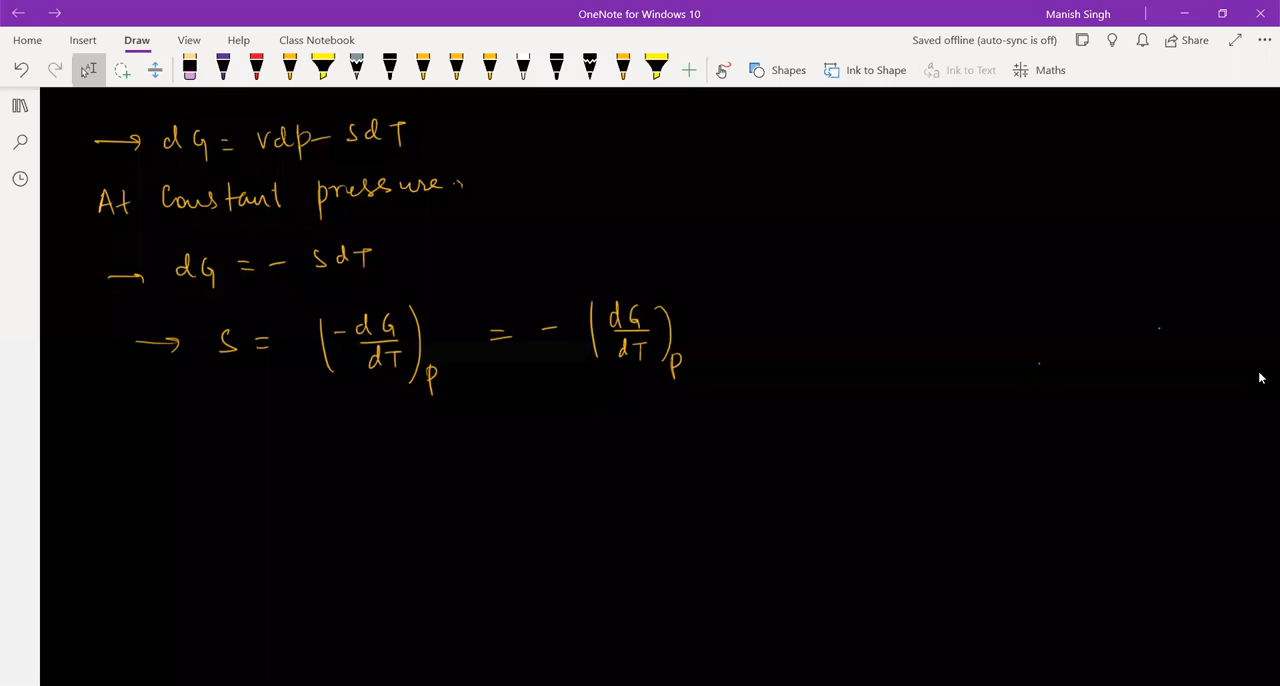 OneNote for Windows 10
Manish Singh
Home Insert Draw View Help Class Notebook
Saved offline (auto-sync is off)
Share
Shapes
Ink to Shape
Ink to Text
Maths
→ dG = vdp - sdT
At constant pressure.
→ dG = - sdT
→ S = (-dG/dT)p = - (dG/dT)p